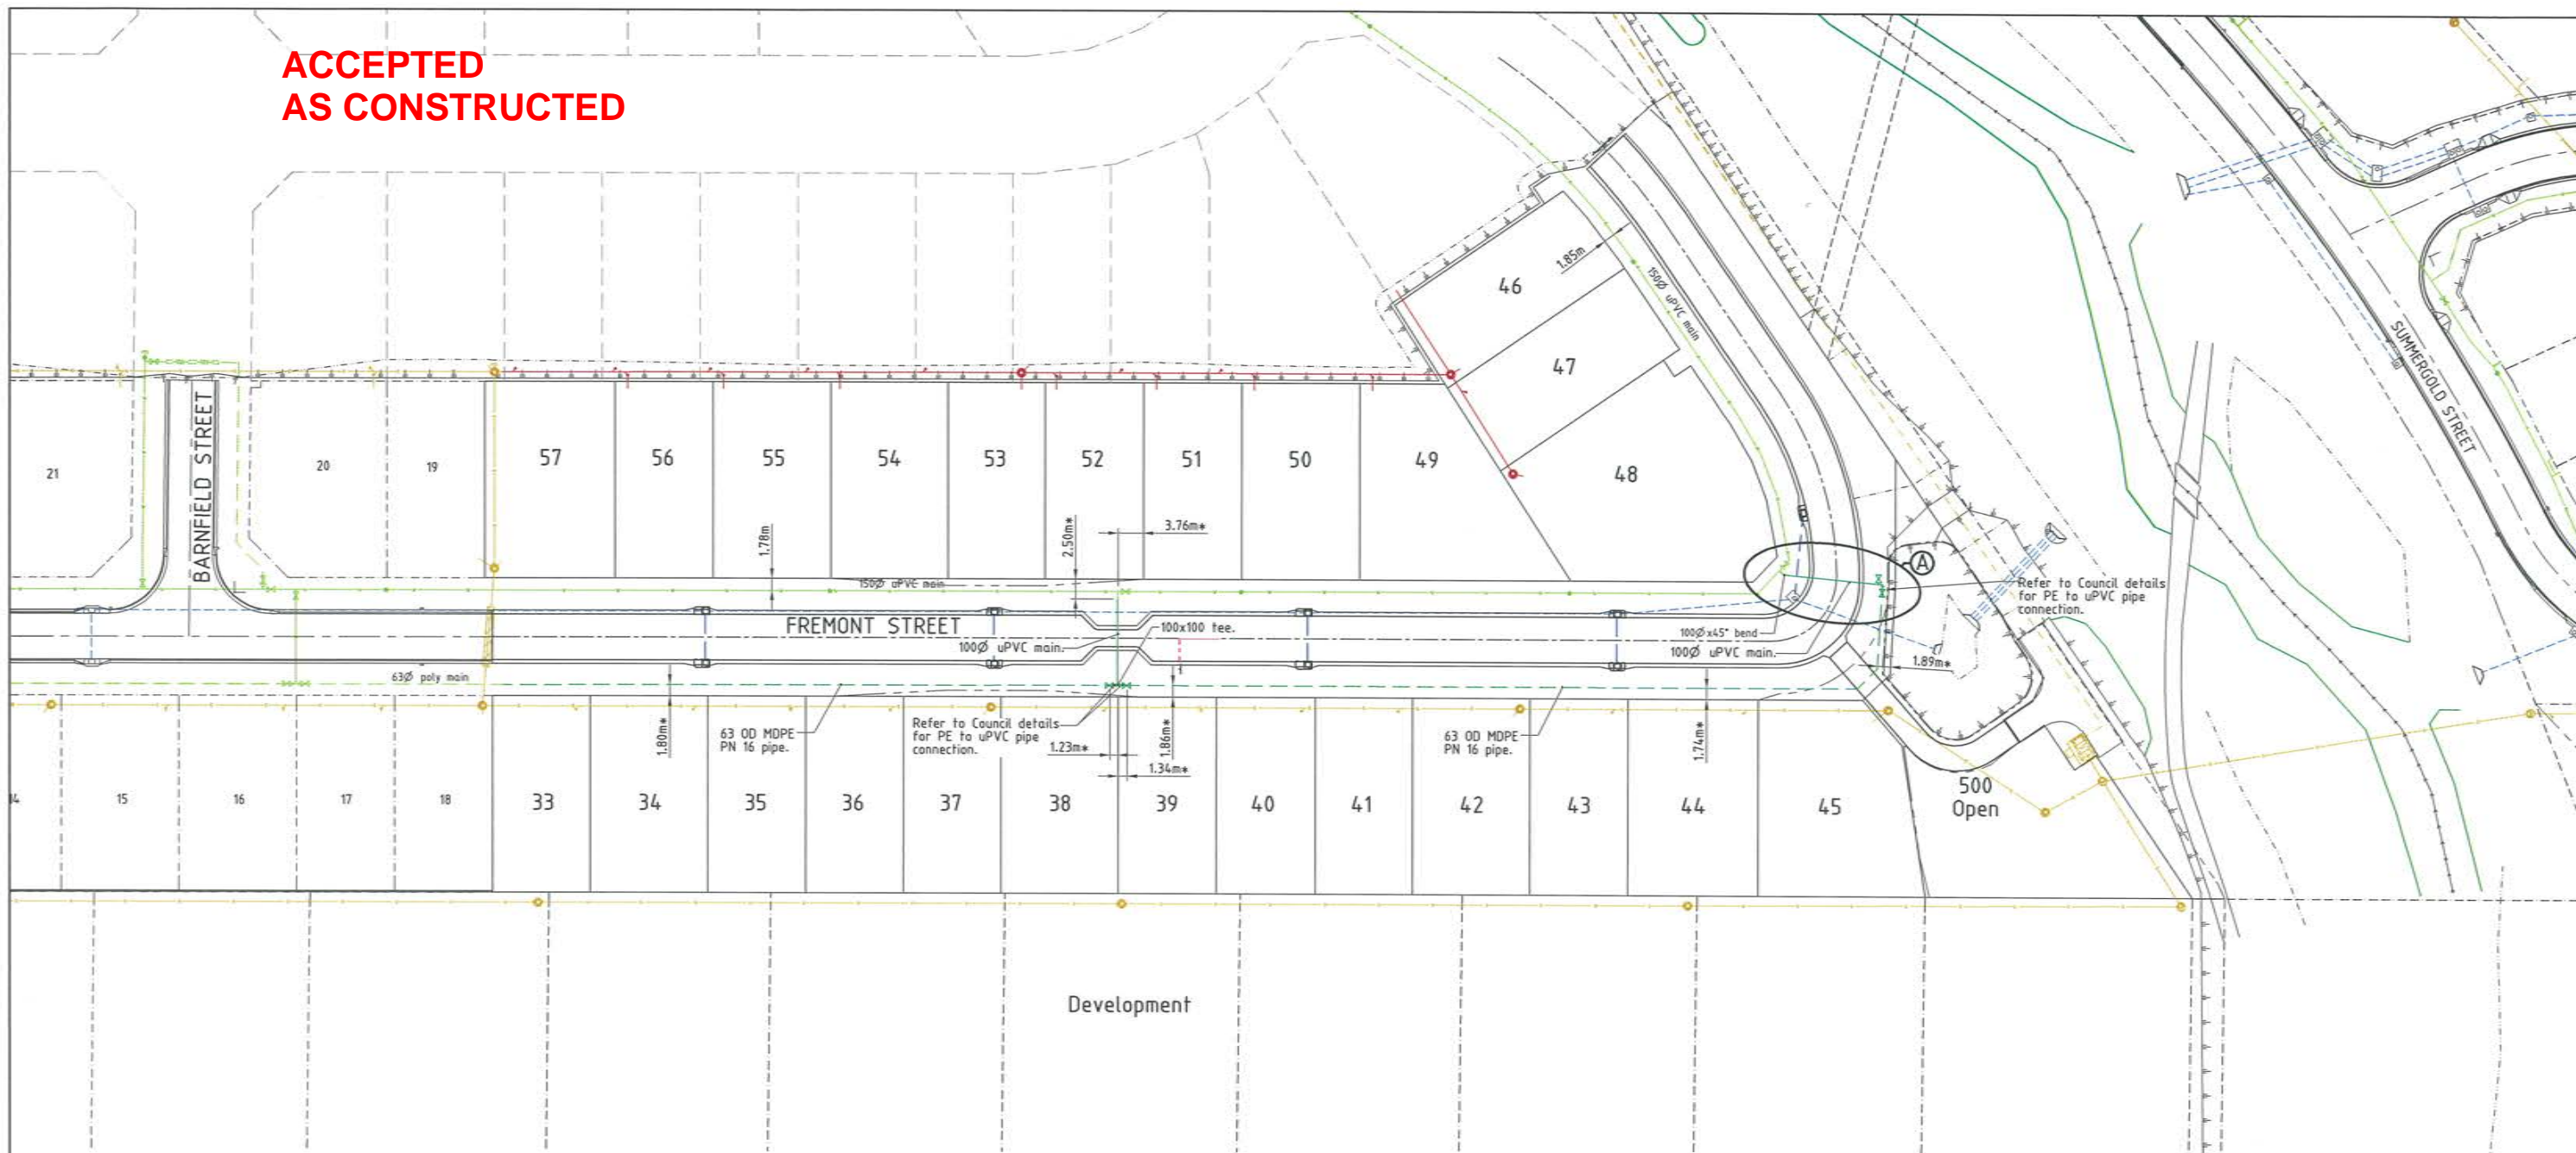 ACCEPTED
AS CONSTRUCTED
46
1.85m
150Ø uPVC main
47
48
SUMMERGOLD STREET
21
BARNFIELD STREET
20
19
57
56
55
54
53
52
51
50
49
1.78m
2.50m*
3.76m*
150Ø uPVC main
A
Refer to Council details
for PE to uPVC pipe
connection.
FREMONT STREET
100x100 tee.
100Ø uPVC main.
100Øx45° bend
100Ø uPVC main.
1.89m*
63Ø poly main
1.80m*
63 OD MDPE
PN 16 pipe.
Refer to Council details
for PE to uPVC pipe
connection.
1.23m*
1.86m*
1.34m*
63 OD MDPE
PN 16 pipe.
1.74m*
15
16
17
18
33
34
35
36
37
38
39
40
41
42
43
44
45
500
Open
Development